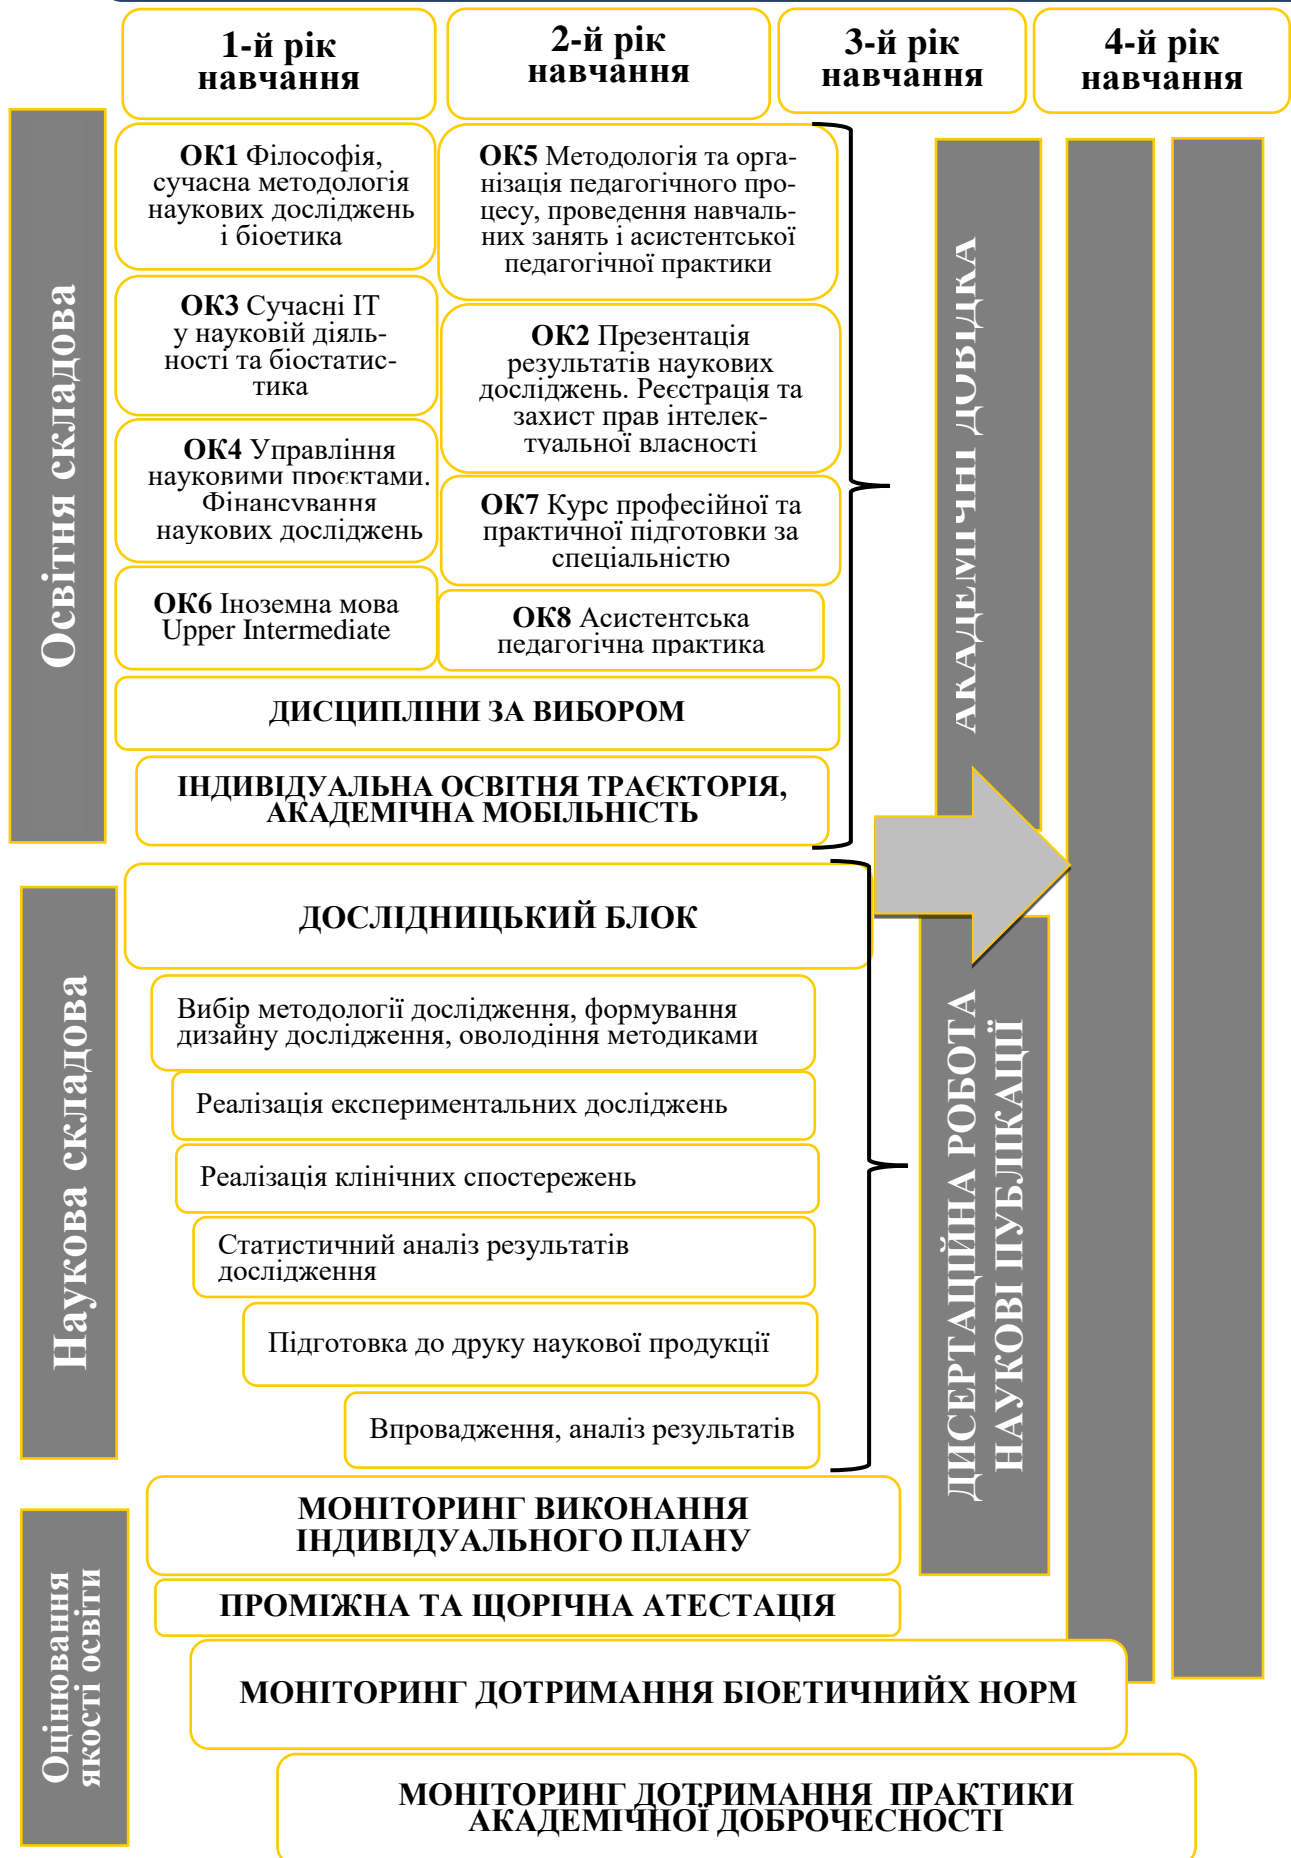 1-й рік
навчання
2-й рік
навчання
3-й рік
навчання
4-й рік
навчання
Освітня складова
ОК1 Філософія,
сучасна методологія
наукових досліджень
і біоетика
ОК3 Сучасні ІТ
у науковій діяль-
ності та біостатис-
тика
ОК4 Управління
науковими проєктами.
Фінансування
наукових досліджень
ОК6 Іноземна мова
Upper Intermediate
ОК5 Методологія та орга-
нізація педагогічного про-
цесу, проведення навчаль-
них занять і асистентської
педагогічної практики
ОК2 Презентація
результатів наукових
досліджень. Реєстрація та
захист прав інтелек-
туальної власності
ОК7 Курс професійної та
практичної підготовки за
спеціальністю
ОК8 Асистентська
педагогічна практика
ДИСЦИПЛІНИ ЗА ВИБОРОМ
ІНДИВІДУАЛЬНА ОСВІТНЯ ТРАЄКТОРІЯ,
АКАДЕМІЧНА МОБІЛЬНІСТЬ
АКАДЕМІЧНІ ДОВІДКА
Наукова складова
ДОСЛІДНИЦЬКИЙ БЛОК
Вибір методології дослідження, формування
дизайну дослідження, оволодіння методиками
Реалізація експериментальних досліджень
Реалізація клінічних спостережень
Статистичний аналіз результатів
дослідження
Підготовка до друку наукової продукції
Впровадження, аналіз результатів
ДИСЕРТАЦІЙНА РОБОТА
НАУКОВІ ПУБЛІКАЦІЇ
Оцінювання
якості освіти
МОНІТОРИНГ ВИКОНАННЯ
ІНДИВІДУАЛЬНОГО ПЛАНУ
ПРОМІЖНА ТА ЩОРІЧНА АТЕСТАЦІЯ
МОНІТОРИНГ ДОТРИМАННЯ БІОЕТИЧНИЙХ НОРМ
МОНІТОРИНГ ДОТРИМАННЯ ПРАКТИКИ
АКАДЕМІЧНОЇ ДОБРОЧЕСНОСТІ